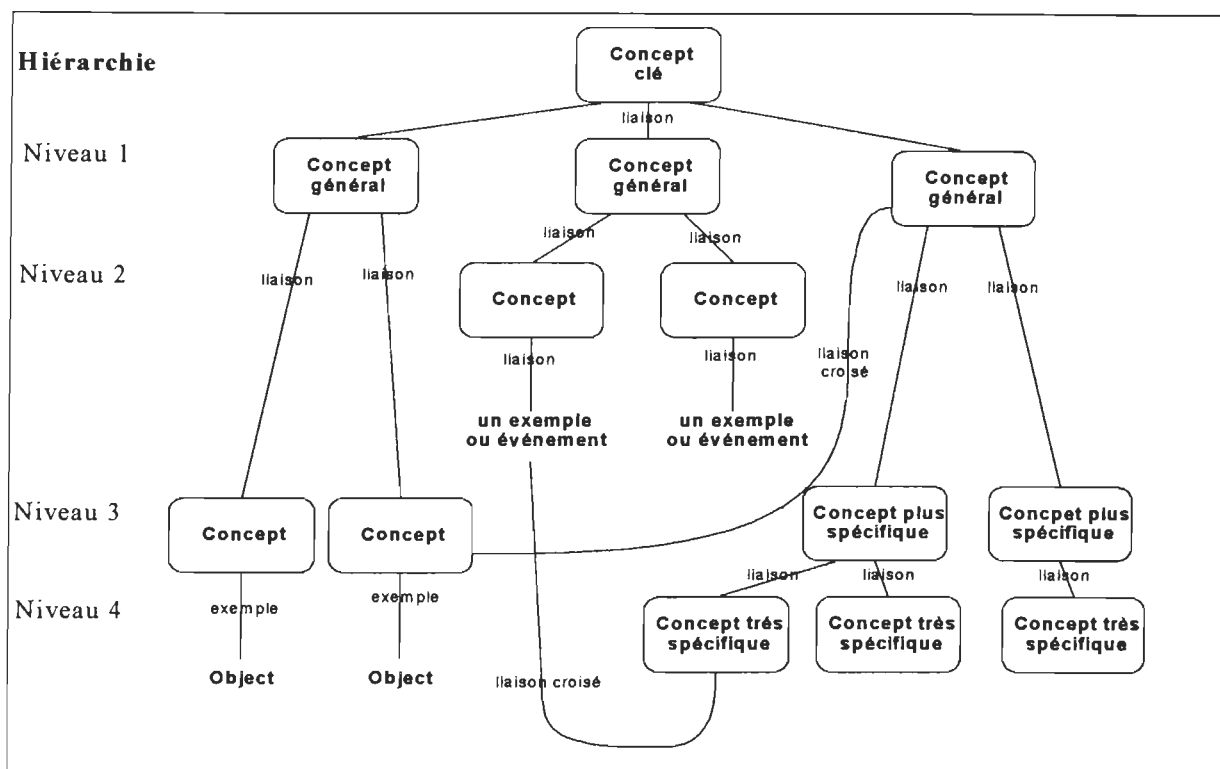 Hiérarchie
Concept
clé
liaison
Niveau 1
Concept
général
Concept
général
Concept
général
liaison
liaison
Niveau 2
liaison
liaison
liaison
liaison
Concept
Concept
liaison
liaison
liaison
croisé
un exemple
ou événement
un exemple
ou événement
Niveau 3
Concept
Concept
Concept plus
spécifique
Concpet plus
spécifique
liaison
liaison
liaison
Niveau 4
exemple
exemple
Concept très
spécifique
Concept très
spécifique
Concept très
spécifique
Object
Object
liaison croisé